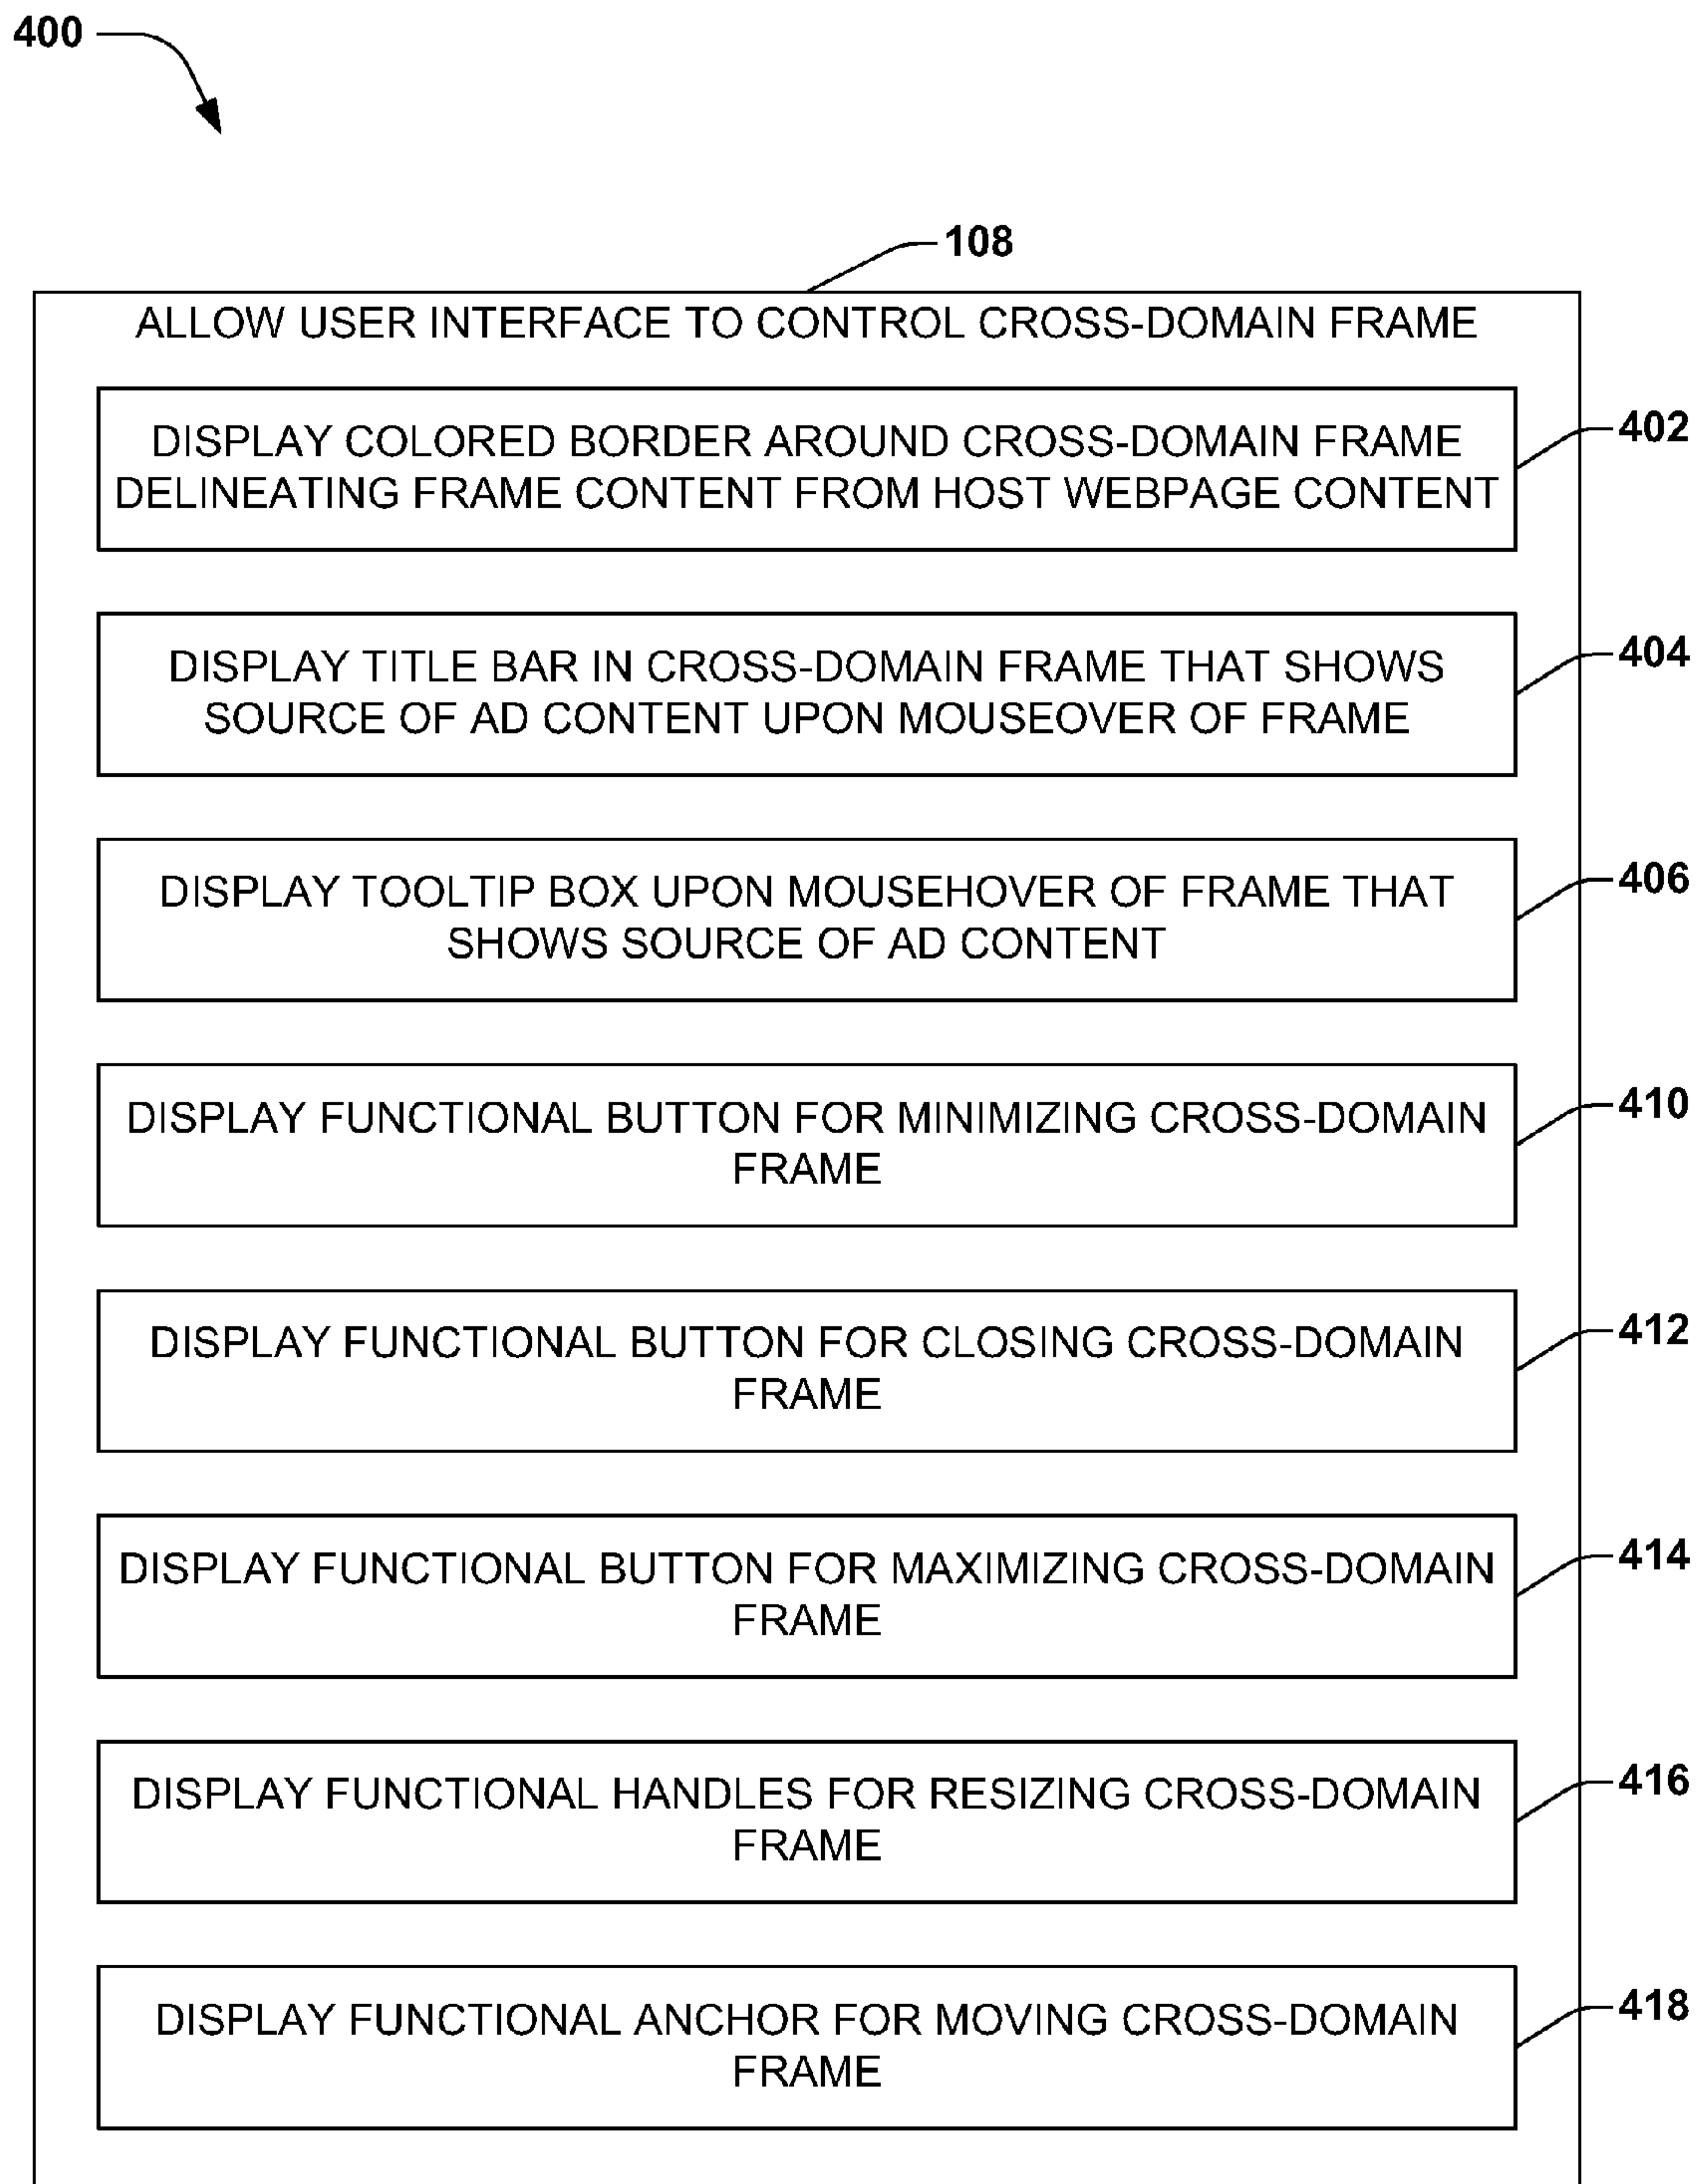 400
108
ALLOW USER INTERFACE TO CONTROL CROSS-DOMAIN FRAME
DISPLAY COLORED BORDER AROUND CROSS-DOMAIN FRAME
DELINEATING FRAME CONTENT FROM HOST WEBPAGE CONTENT
402
DISPLAY TITLE BAR IN CROSS-DOMAIN FRAME THAT SHOWS
SOURCE OF AD CONTENT UPON MOUSEOVER OF FRAME
404
DISPLAY TOOLTIP BOX UPON MOUSEHOVER OF FRAME THAT
SHOWS SOURCE OF AD CONTENT
406
DISPLAY FUNCTIONAL BUTTON FOR MINIMIZING CROSS-DOMAIN
FRAME
410
DISPLAY FUNCTIONAL BUTTON FOR CLOSING CROSS-DOMAIN
FRAME
412
DISPLAY FUNCTIONAL BUTTON FOR MAXIMIZING CROSS-DOMAIN
FRAME
414
DISPLAY FUNCTIONAL HANDLES FOR RESIZING CROSS-DOMAIN
FRAME
416
DISPLAY FUNCTIONAL ANCHOR FOR MOVING CROSS-DOMAIN
FRAME
418